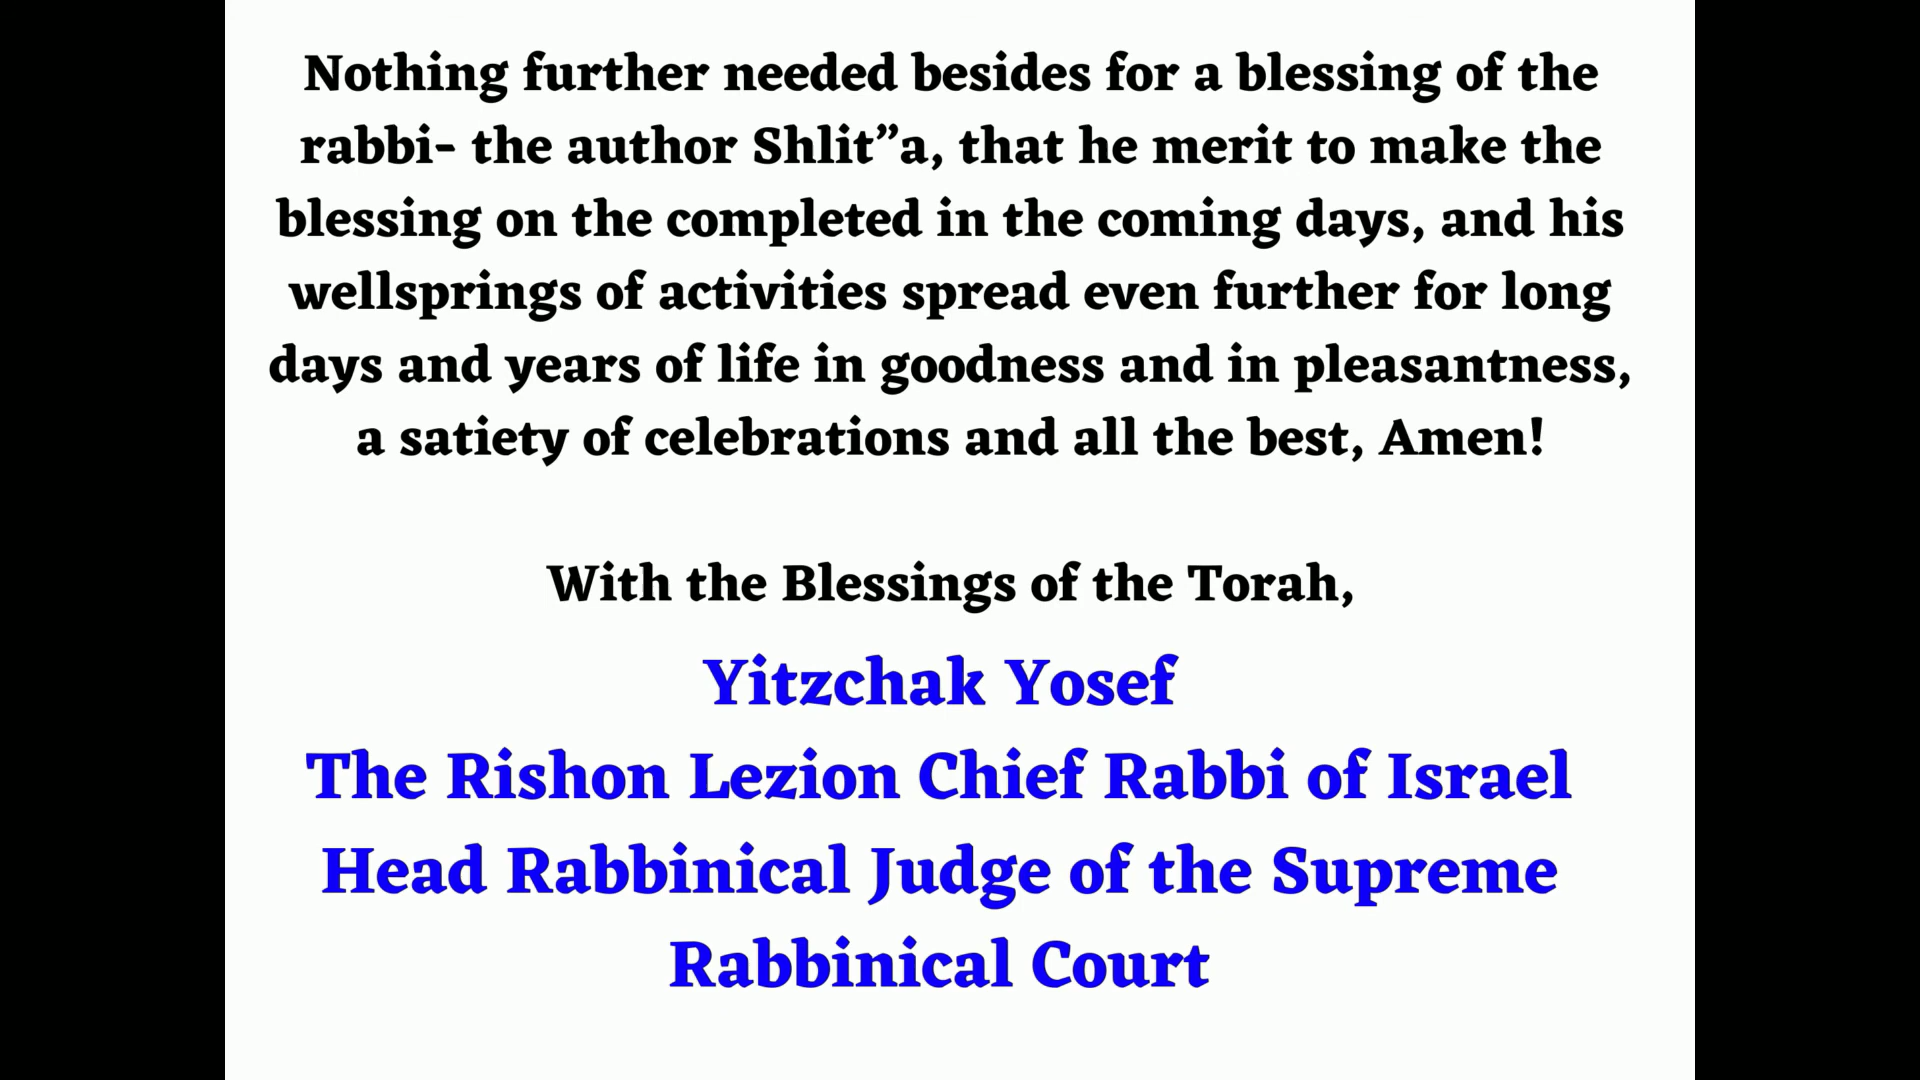 Nothing further needed besides for a blessing of the
rabbi- the author Shlit”a, that he merit to make the
blessing on the completed in the coming days, and his
wellsprings of activities spread even further for long
days and years of life in goodness and in pleasantness,
a satiety of celebrations and all the best, Amen!
With the Blessings of the Torah,
Yitzchak Yosef
The Rishon Lezion Chief Rabbi of Israel
Head Rabbinical Judge of the Supreme
Rabbinical Court